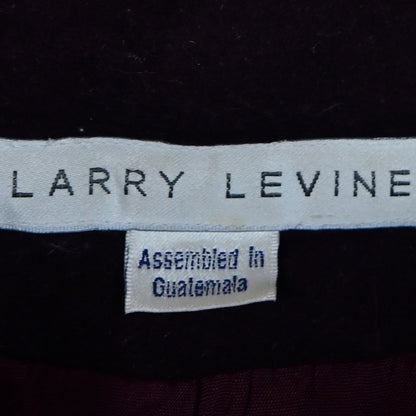 LARRY LEVINE
Assembled in
Guatemala